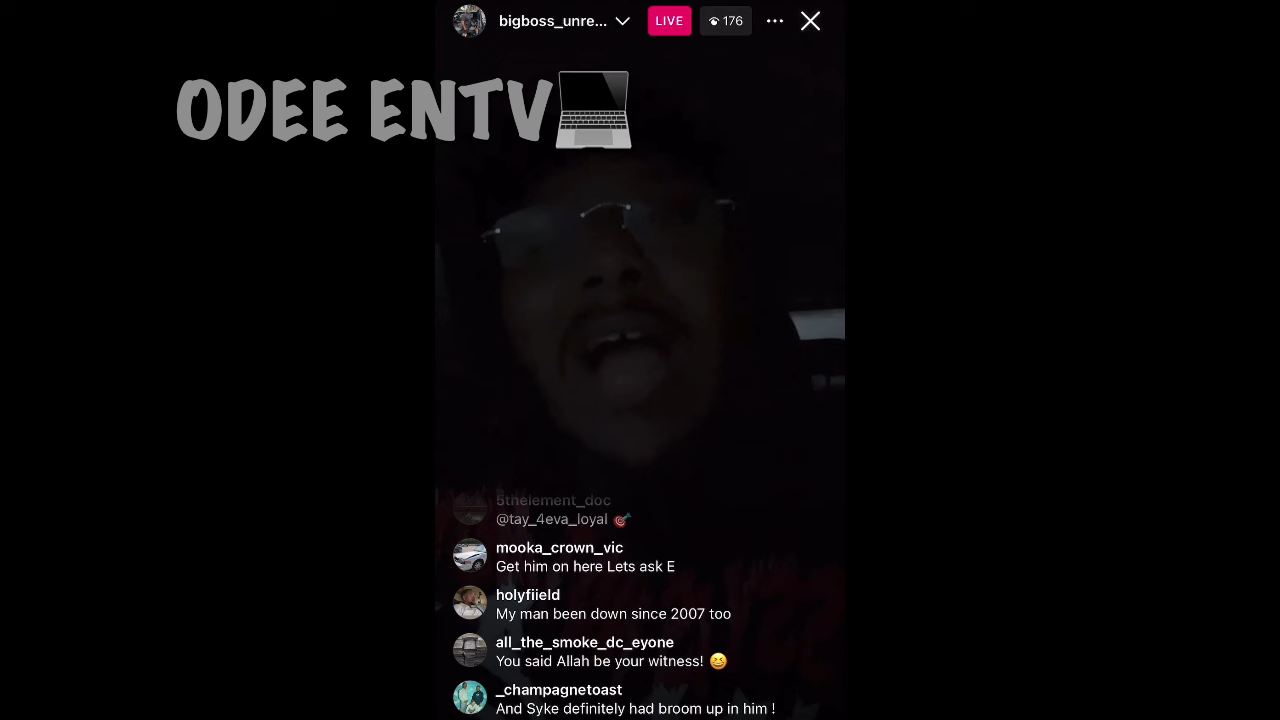 bigboss_unre...
LIVE
176
ODEE ENTV
5thelement_doc
@tay_4eva_loyal 🎯
mooka_crown_vic
Get him on here Lets ask E
holyfiield
My man been down since 2007 too
all_the_smoke_dc_eyone
You said Allah be your witness! 😆
_champagnetoast
And Syke definitely had broom up in him !